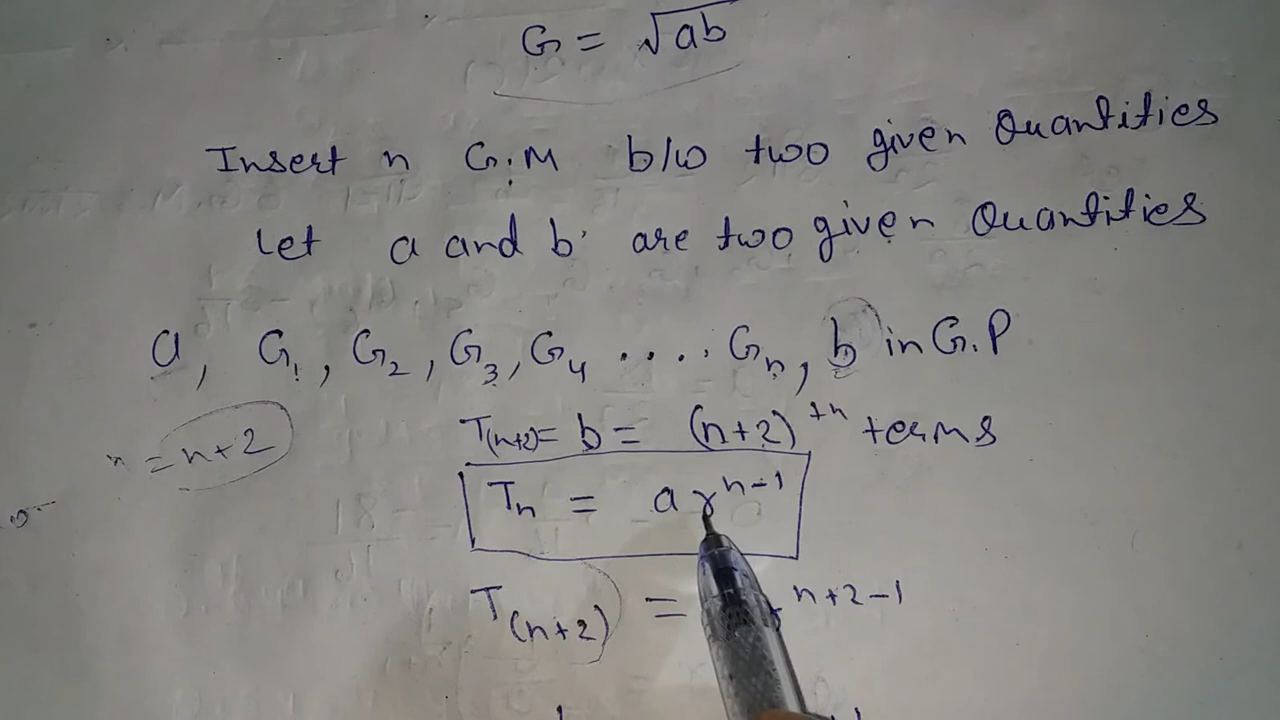 G = √ab
Insert n G.M b/w two given Quantities
Let a and b are two given Quantities
a, G1, G2, G3, G4 ..... Gn, b in G.P
T(n+2) = b = (n+2)th terms
n = n+2
Tn = a r^n-1
T(n+2) = r^n+2-1